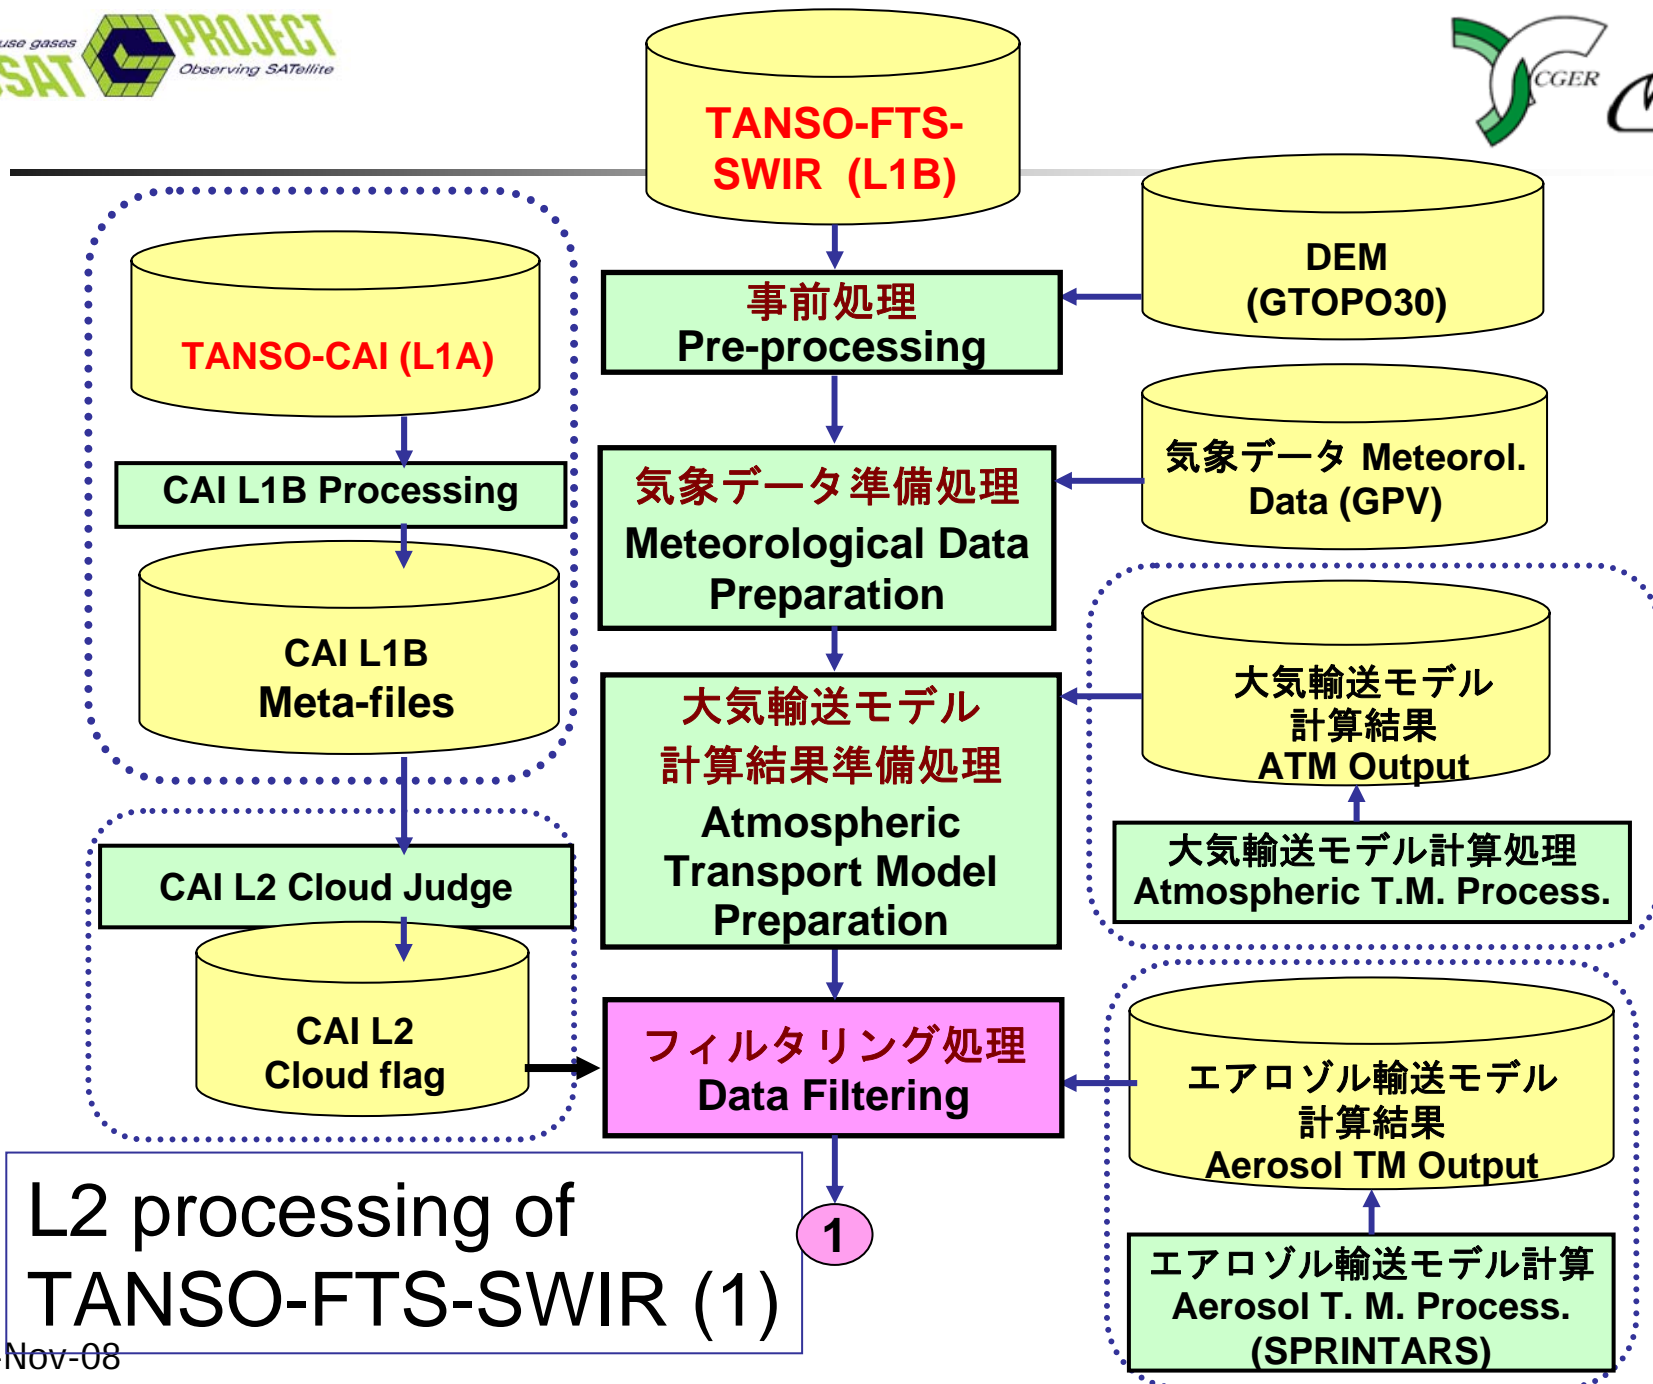 use gases
SAT
PROJECT
Observing SATellite
CGER
TANSO-FTS-
SWIR (L1B)
DEM
(GTOPO30)
事前処理
Pre-processing
TANSO-CAI (L1A)
気象データ Meteorol.
Data (GPV)
CAI L1B Processing
気象データ準備処理
Meteorological Data
Preparation
CAI L1B
Meta-files
大気輸送モデル
計算結果
ATM Output
大気輸送モデル
計算結果準備処理
Atmospheric
Transport Model
Preparation
大気輸送モデル計算処理
Atmospheric T.M. Process.
CAI L2 Cloud Judge
CAI L2
Cloud flag
フィルタリング処理
Data Filtering
エアロゾル輸送モデル
計算結果
Aerosol TM Output
1
エアロゾル輸送モデル計算
Aerosol T. M. Process.
(SPRINTARS)
L2 processing of
TANSO-FTS-SWIR (1)
-Nov-08